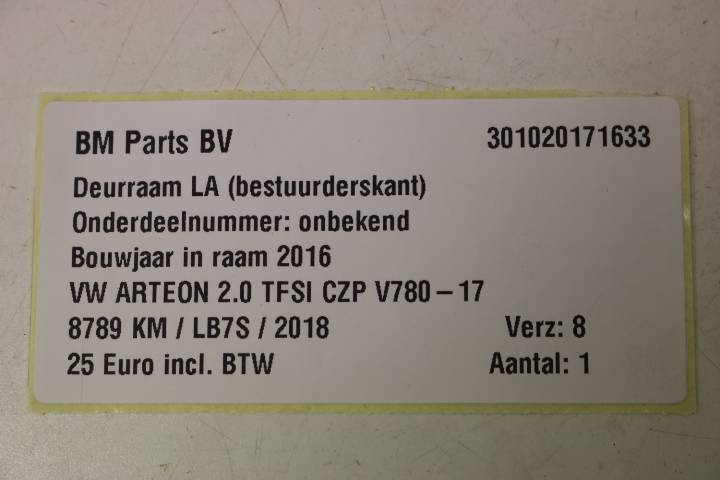 BM Parts BV 301020171633
Deurraam LA (bestuurderskant)
Onderdeelnummer: onbekend
Bouwjaar in raam 2016
VW ARTEON 2.0 TFSI CZP V780 – 17
8789 KM / LB7S / 2018 Verz: 8
25 Euro incl. BTW Aantal: 1